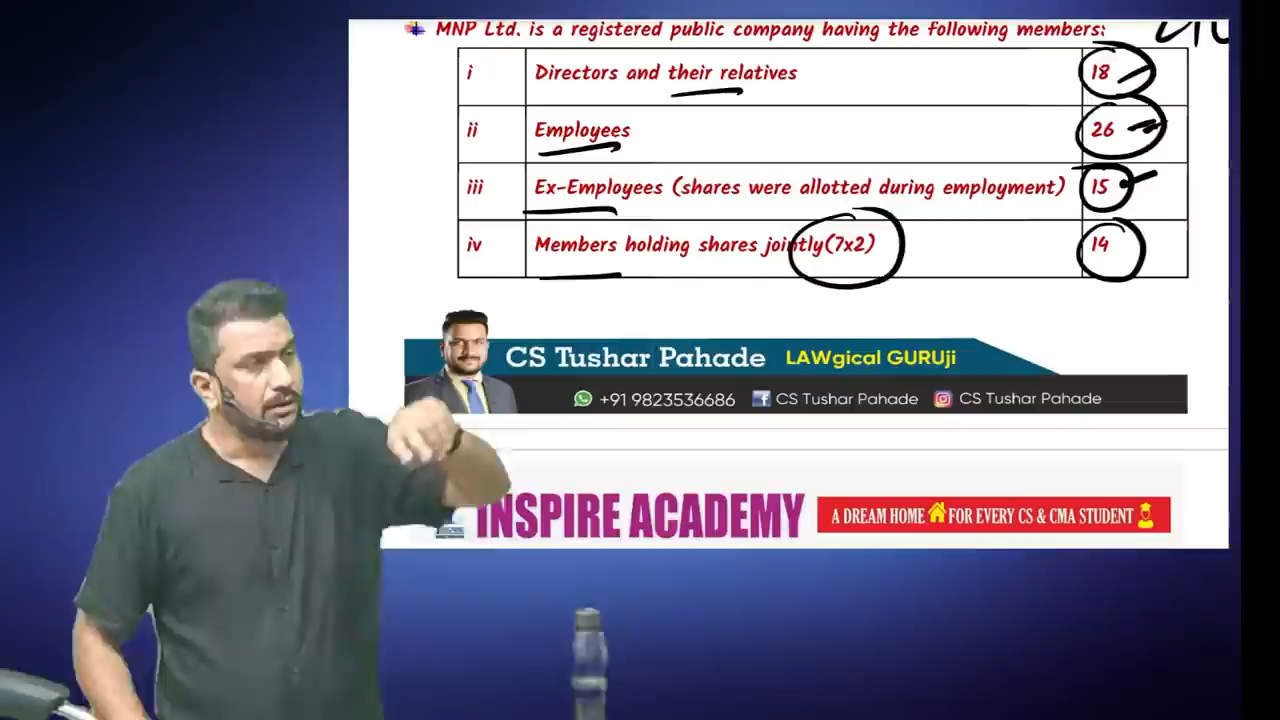 MNP Ltd. is a registered public company having the following members:
i Directors and their relatives 18
ii Employees 26
iii Ex-Employees (shares were allotted during employment) 15
iv Members holding shares jointly(7x2) 14
CS Tushar Pahade LAWgical GURUji
+91 9823536686 CS Tushar Pahade CS Tushar Pahade
INSPIRE ACADEMY A DREAM HOME FOR EVERY CS & CMA STUDENT